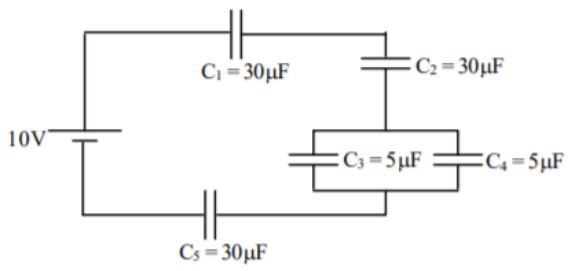 C₁ = 30µF
C₂ = 30µF
10V
C₃ = 5µF
C₄ = 5µF
C₅ = 30µF